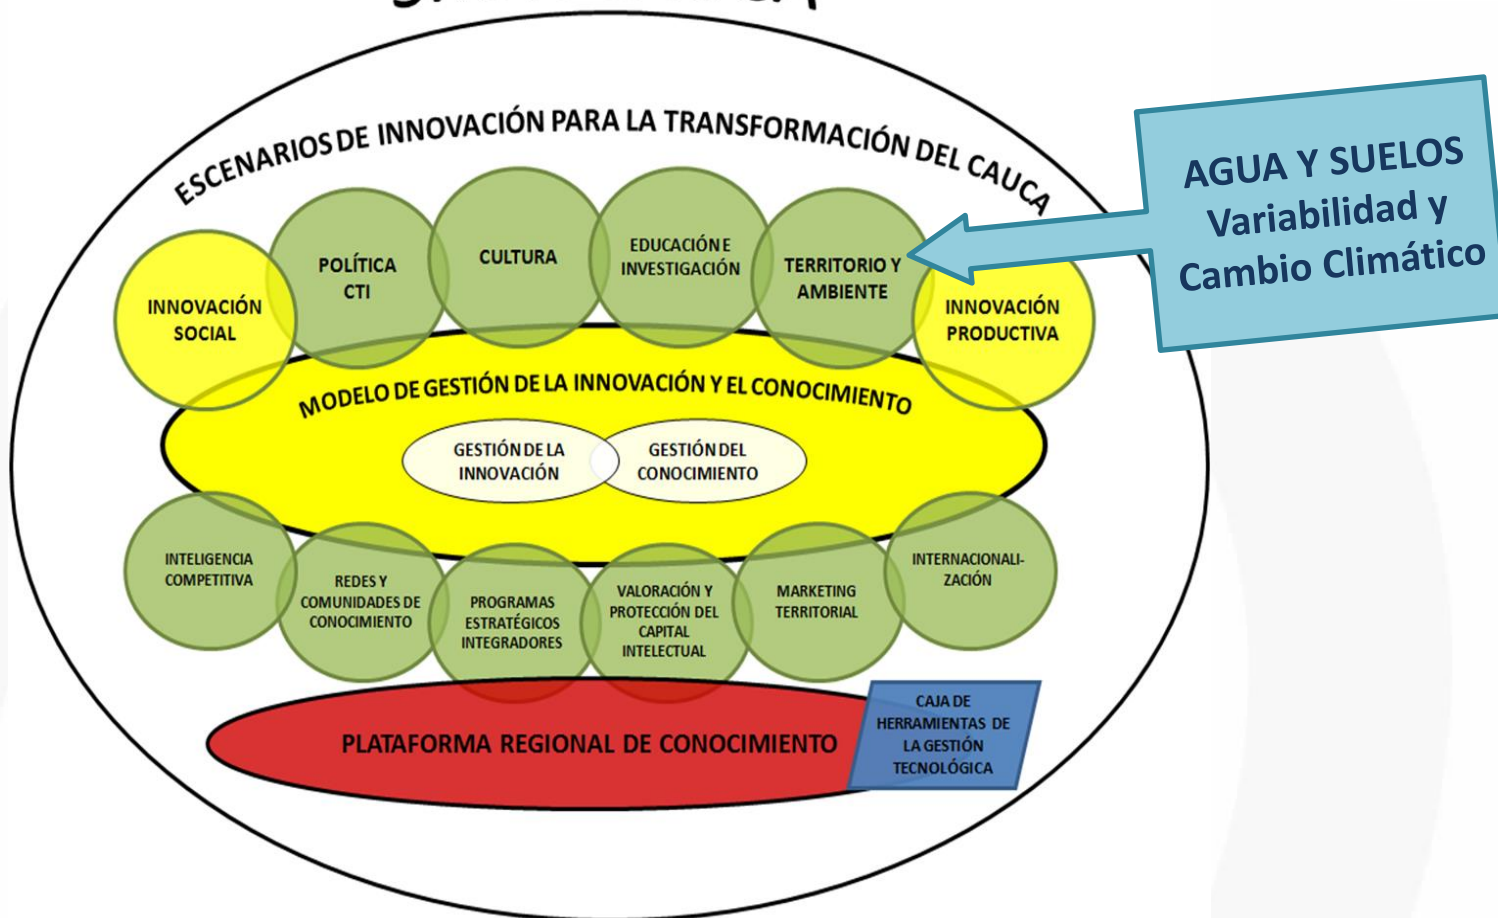 ESCENARIOS DE INNOVACIÓN PARA LA TRANSFORMACIÓN DEL CAUCA
AGUA Y SUELOS
Variabilidad y
Cambio Climático
INNOVACIÓN
SOCIAL
POLÍTICA
CTI
CULTURA
EDUCACIÓN E
INVESTIGACIÓN
TERRITORIO Y
AMBIENTE
INNOVACIÓN
PRODUCTIVA
MODELO DE GESTIÓN DE LA INNOVACIÓN Y EL CONOCIMIENTO
GESTIÓN DE LA
INNOVACIÓN
GESTIÓN DEL
CONOCIMIENTO
INTELIGENCIA
COMPETITIVA
REDES Y
COMUNIDADES DE
CONOCIMIENTO
PROGRAMAS
ESTRATÉGICOS
INTEGRADORES
VALORACIÓN Y
PROTECCIÓN DEL
CAPITAL
INTELECTUAL
MARKETING
TERRITORIAL
INTERNACIONALI-
ZACIÓN
PLATAFORMA REGIONAL DE CONOCIMIENTO
CAJA DE
HERRAMIENTAS DE
LA GESTIÓN
TECNOLÓGICA